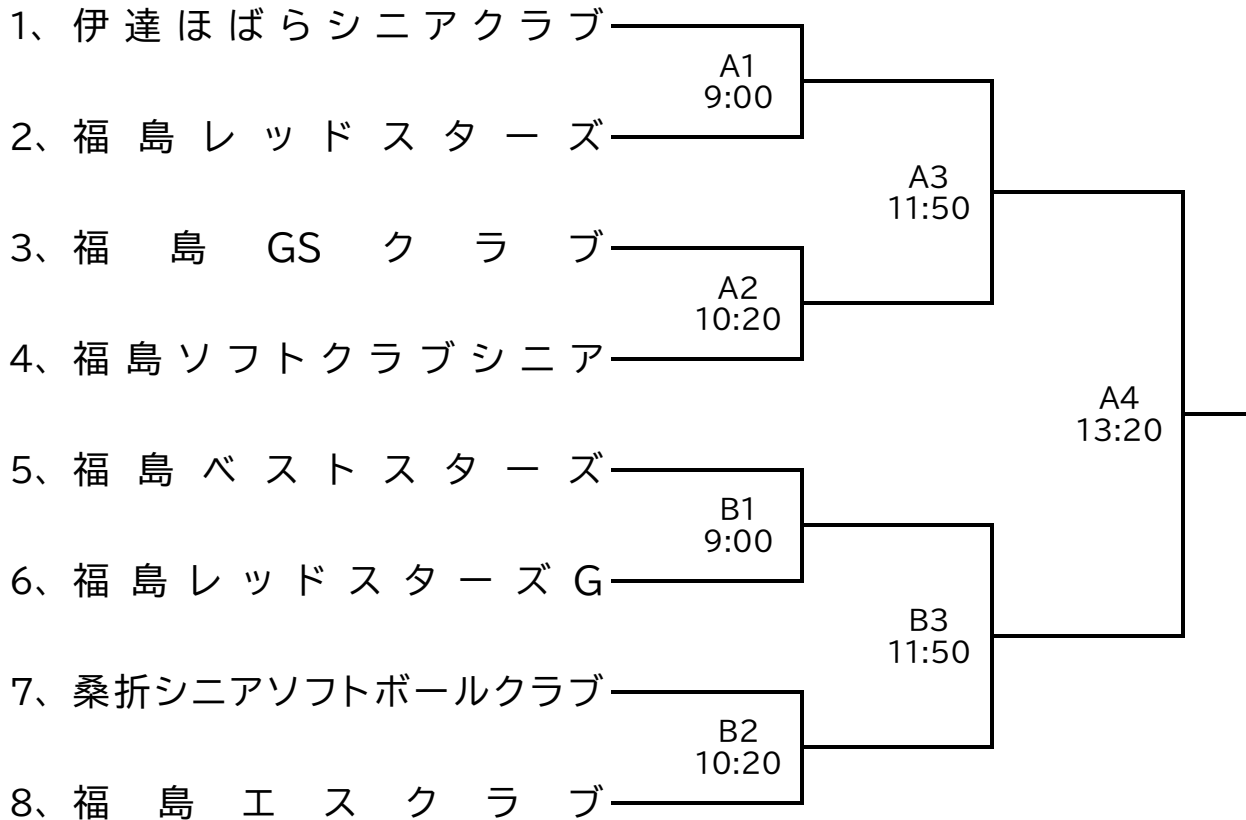 1、伊達ほばらシニアクラブ
A1
9:00
2、福島レッドスターズ
A3
11:50
3、福島GSクラブ
A2
10:20
4、福島ソフトクラブシニア
A4
13:20
5、福島ベストスターズ
B1
9:00
6、福島レッドスターズG
B3
11:50
7、桑折シニアソフトボールクラブ
B2
10:20
8、福島エスクラブ